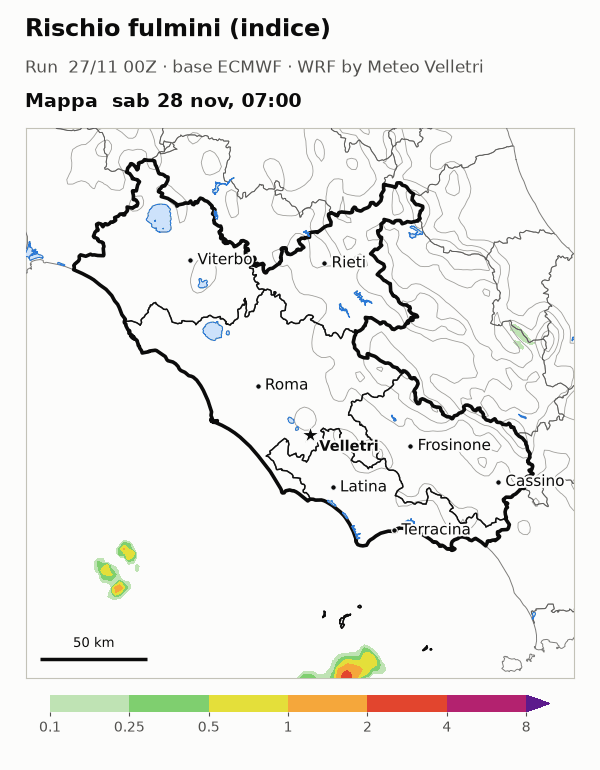 Rischio fulmini (indice)
Run  27/11 00Z · base ECMWF · WRF by Meteo Velletri
Mappa  sab 28 nov, 07:00
Viterbo
Rieti
Roma
Velletri
Frosinone
Cassino
Latina
Terracina
50 km
0.1 0.25 0.5 1 2 4 8